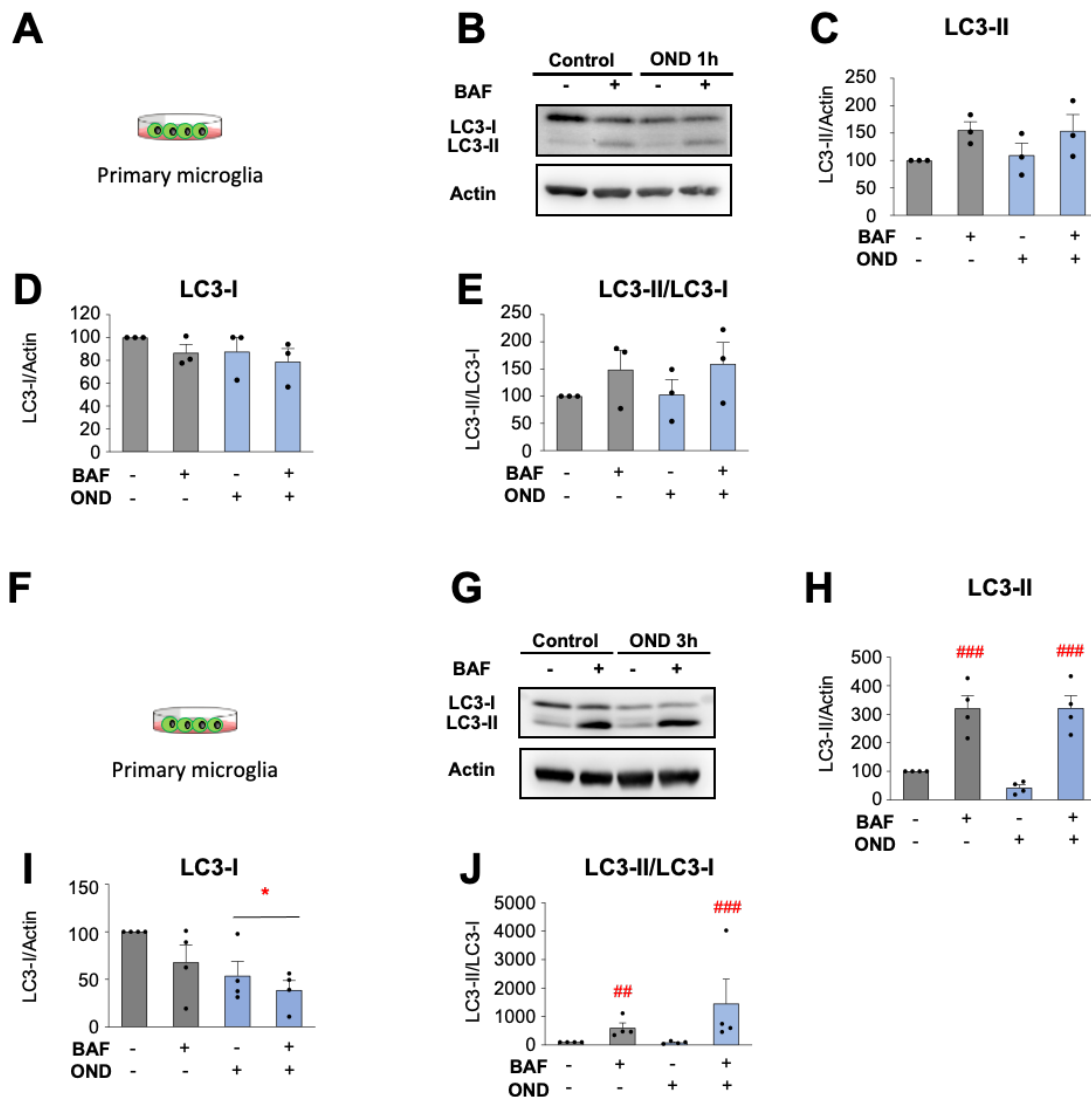 A
Primary microglia
B
Control OND 1h
BAF - + - +
LC3-I
LC3-II
Actin
C
LC3-II
LC3-II/Actin
250
200
150
100
50
0
BAF - + - +
OND - - + +
D
LC3-I
LC3-I/Actin
120
100
80
60
40
20
0
BAF - + - +
OND - - + +
E
LC3-II/LC3-I
LC3-II/LC3-I
250
200
150
100
50
0
BAF - + - +
OND - - + +
F
Primary microglia
G
Control OND 3h
BAF - + - +
LC3-I
LC3-II
Actin
H
LC3-II
LC3-II/Actin
500
400
300
200
100
0
### ###
BAF - + - +
OND - - + +
I
LC3-I
LC3-I/Actin
150
100
50
0
*
BAF - + - +
OND - - + +
J
LC3-II/LC3-I
LC3-II/LC3-I
5000
4000
3000
2000
1000
0
## ###
BAF - + - +
OND - - + +